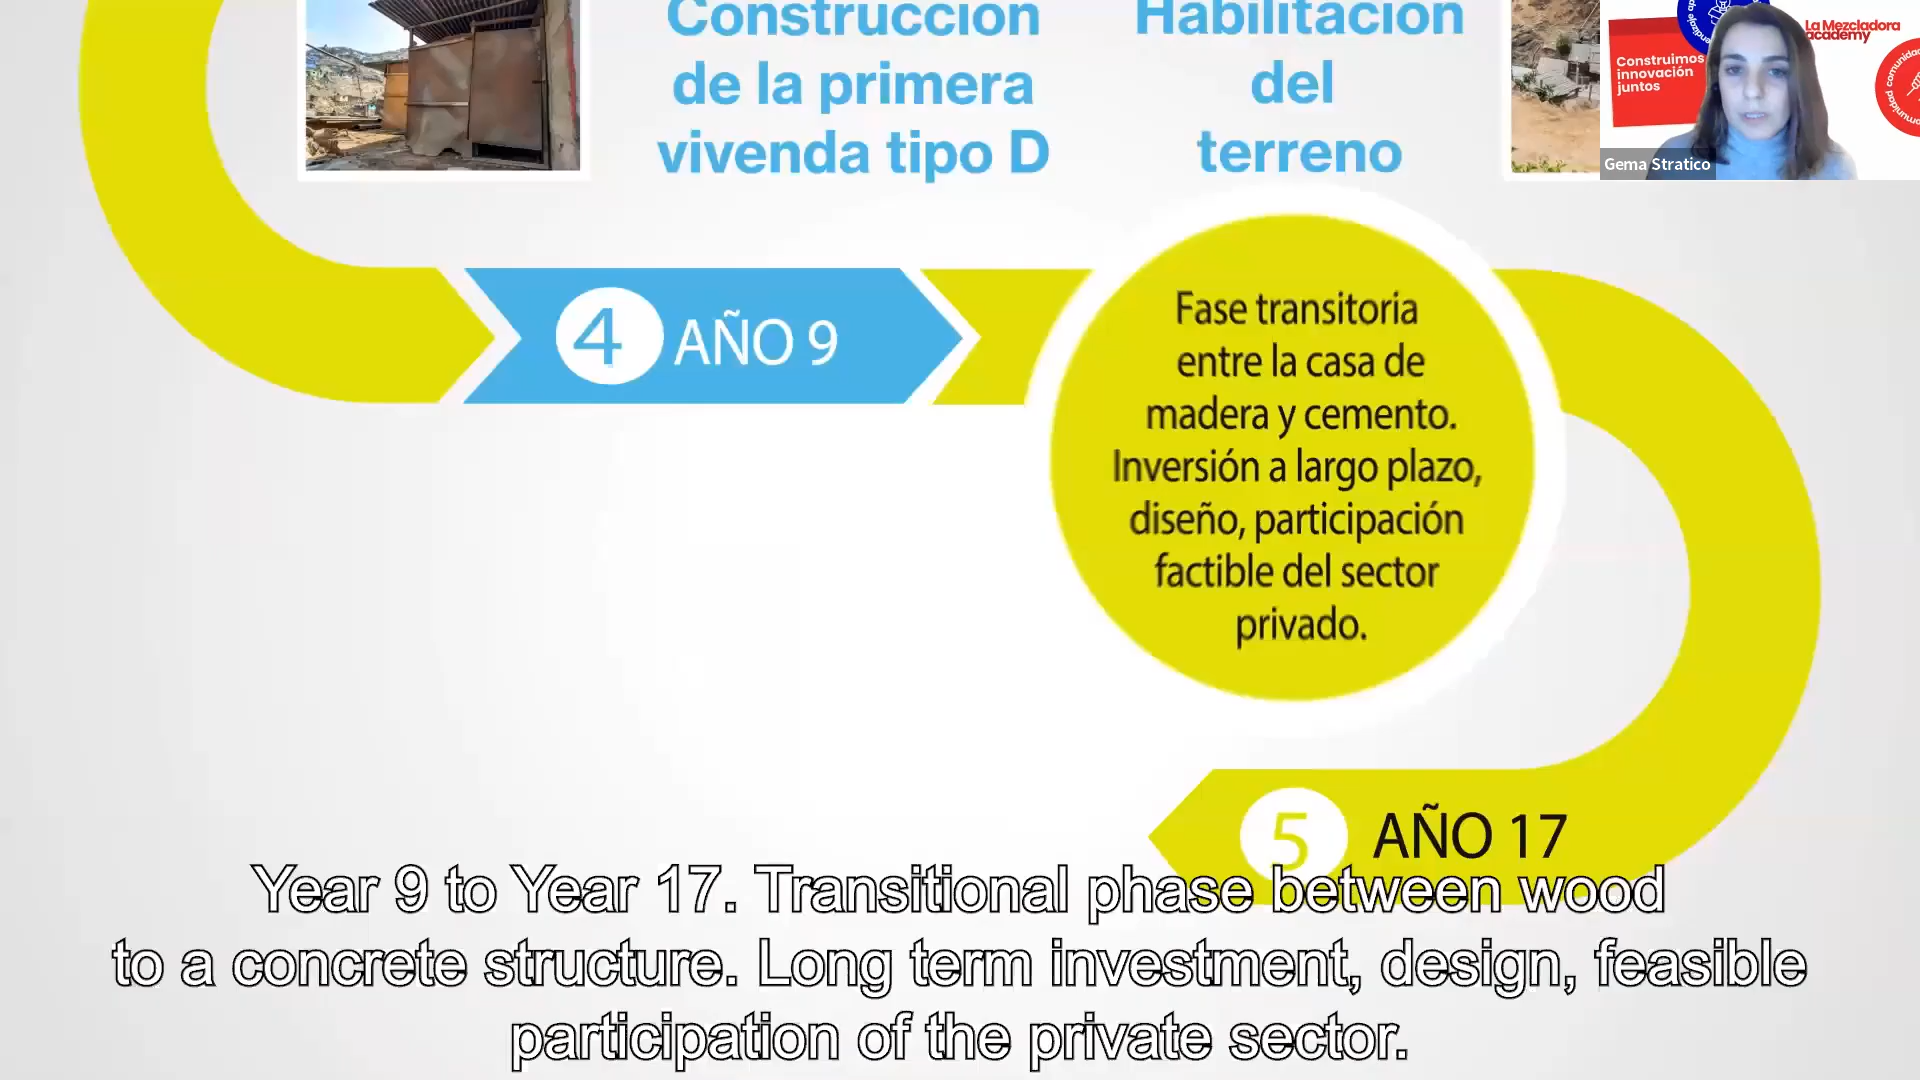 Construccion
de la primera
vivenda tipo D
Habilitacion
del
terreno
La Mezcladora
academy
Construimos
innovación
juntos
Gema Stratico
4 AÑO 9
Fase transitoria
entre la casa de
madera y cemento.
Inversión a largo plazo,
diseño, participación
factible del sector
privado.
5 AÑO 17
Year 9 to Year 17. Transitional phase between wood
to a concrete structure. Long term investment, design, feasible
participation of the private sector.